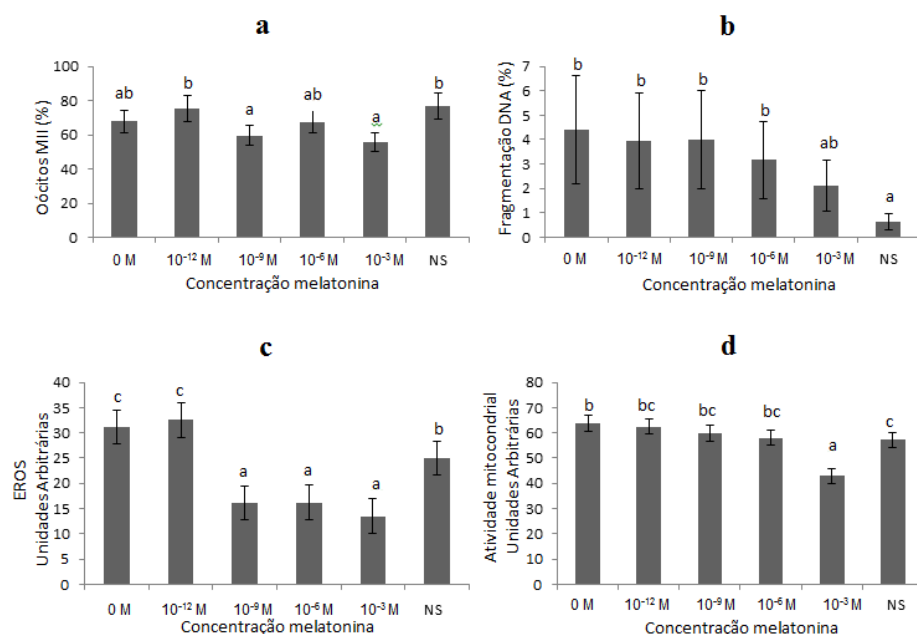 a
Oócitos MII (%)
100
80
60
40
20
0
ab
b
a
ab
a
b
0 M
10⁻¹² M
10⁻⁹ M
10⁻⁶ M
10⁻³ M
NS
Concentração melatonina
b
Fragmentação DNA (%)
7
6
5
4
3
2
1
0
b
b
b
b
ab
a
0 M
10⁻¹² M
10⁻⁹ M
10⁻⁶ M
10⁻³ M
NS
Concentração melatonina
c
EROS
Unidades Arbitrárias
40
35
30
25
20
15
10
5
0
c
c
a
a
a
b
0 M
10⁻¹² M
10⁻⁹ M
10⁻⁶ M
10⁻³ M
NS
Concentração melatonina
d
Atividade mitocondrial
Unidades Arbitrárias
80
70
60
50
40
30
20
10
0
b
bc
bc
bc
a
c
0 M
10⁻¹² M
10⁻⁹ M
10⁻⁶ M
10⁻³ M
NS
Concentração melatonina